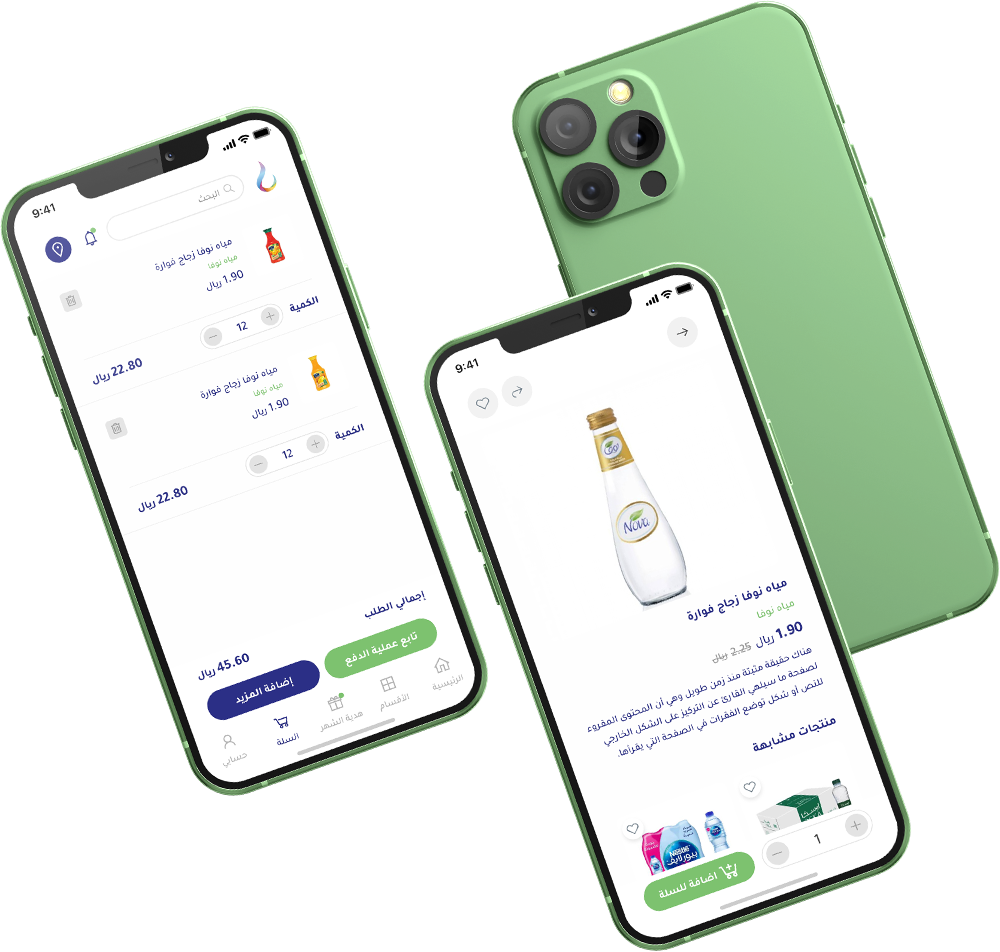 9:41
البحث
مياه نوفا زجاج فوارة
مياه نوفا
1.90 ريال
الكمية
12
22.80 ريال
مياه نوفا زجاج فوارة
مياه نوفا
1.90 ريال
الكمية
12
22.80 ريال
إجمالي الطلب
45.60 ريال
تابع عملية الدفع
إضافة المزيد
الرئيسية
الأقسام
هدية الشهر
السلة
حسابي
9:41
Nova
مياه نوفا زجاج فوارة
مياه نوفا
1.90 ريال 2.25 ريال
هناك حقيقة مثبتة منذ زمن طويل وهي أن المحتوى المقروء
لصفحة ما سيلهي القارئ عن التركيز على الشكل الخارجي
للنص أو شكل توضع الفقرات في الصفحة التي يقرأها.
منتجات مشابهة
Nestle
بيور لايف
1
اضافة للسلة